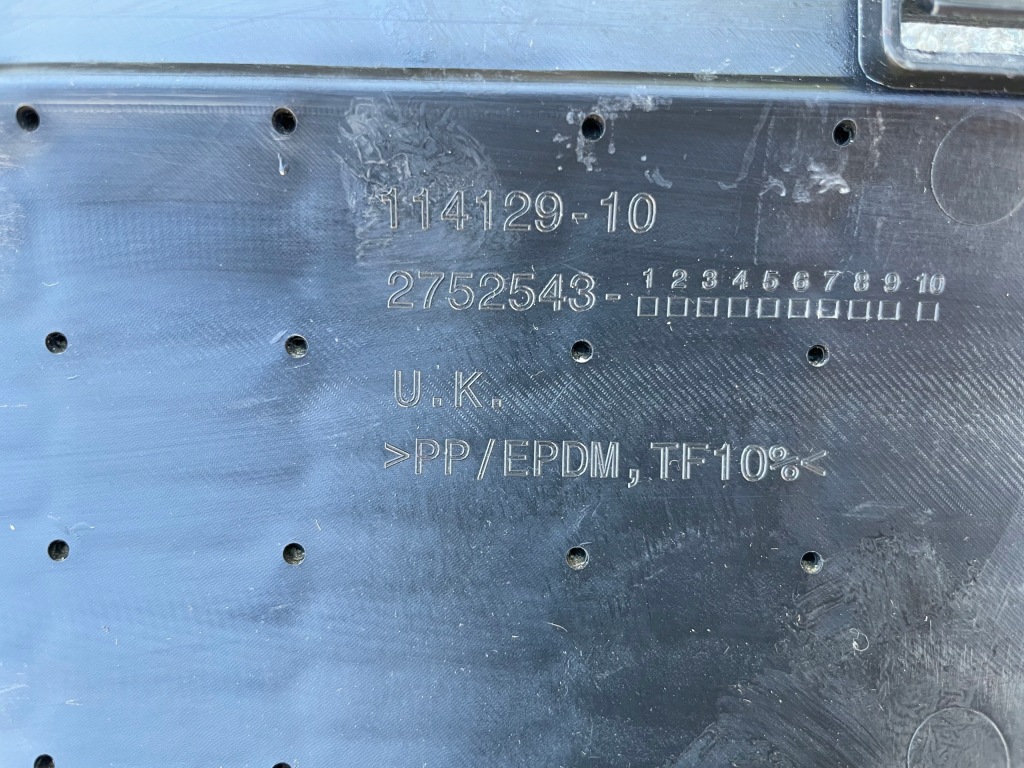 114129-10
2752543- 1 2 3 4 5 6 7 8 9 10
U.K.
>PP/EPDM,TF10%<